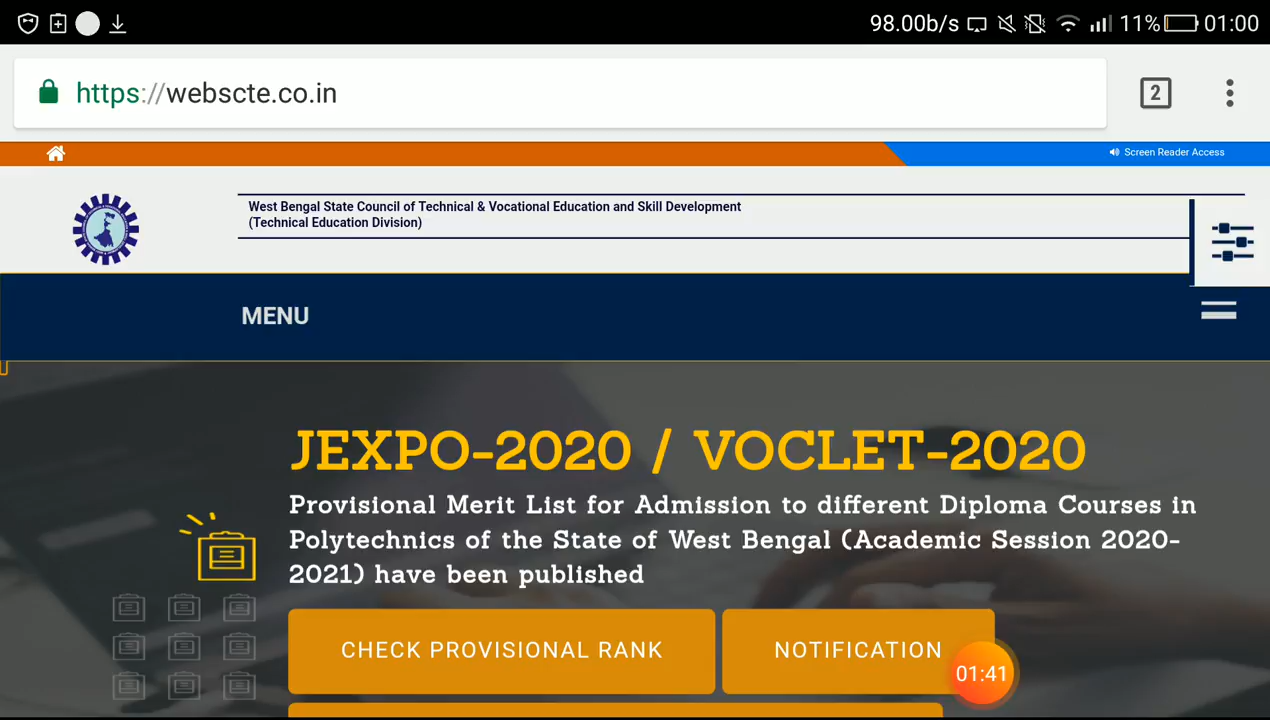 98.00b/s 11% 01:00
https://webscte.co.in 2
Screen Reader Access
West Bengal State Council of Technical & Vocational Education and Skill Development
(Technical Education Division)
MENU
JEXPO-2020 / VOCLET-2020
Provisional Merit List for Admission to different Diploma Courses in
Polytechnics of the State of West Bengal (Academic Session 2020-
2021) have been published
CHECK PROVISIONAL RANK NOTIFICATION
01:41